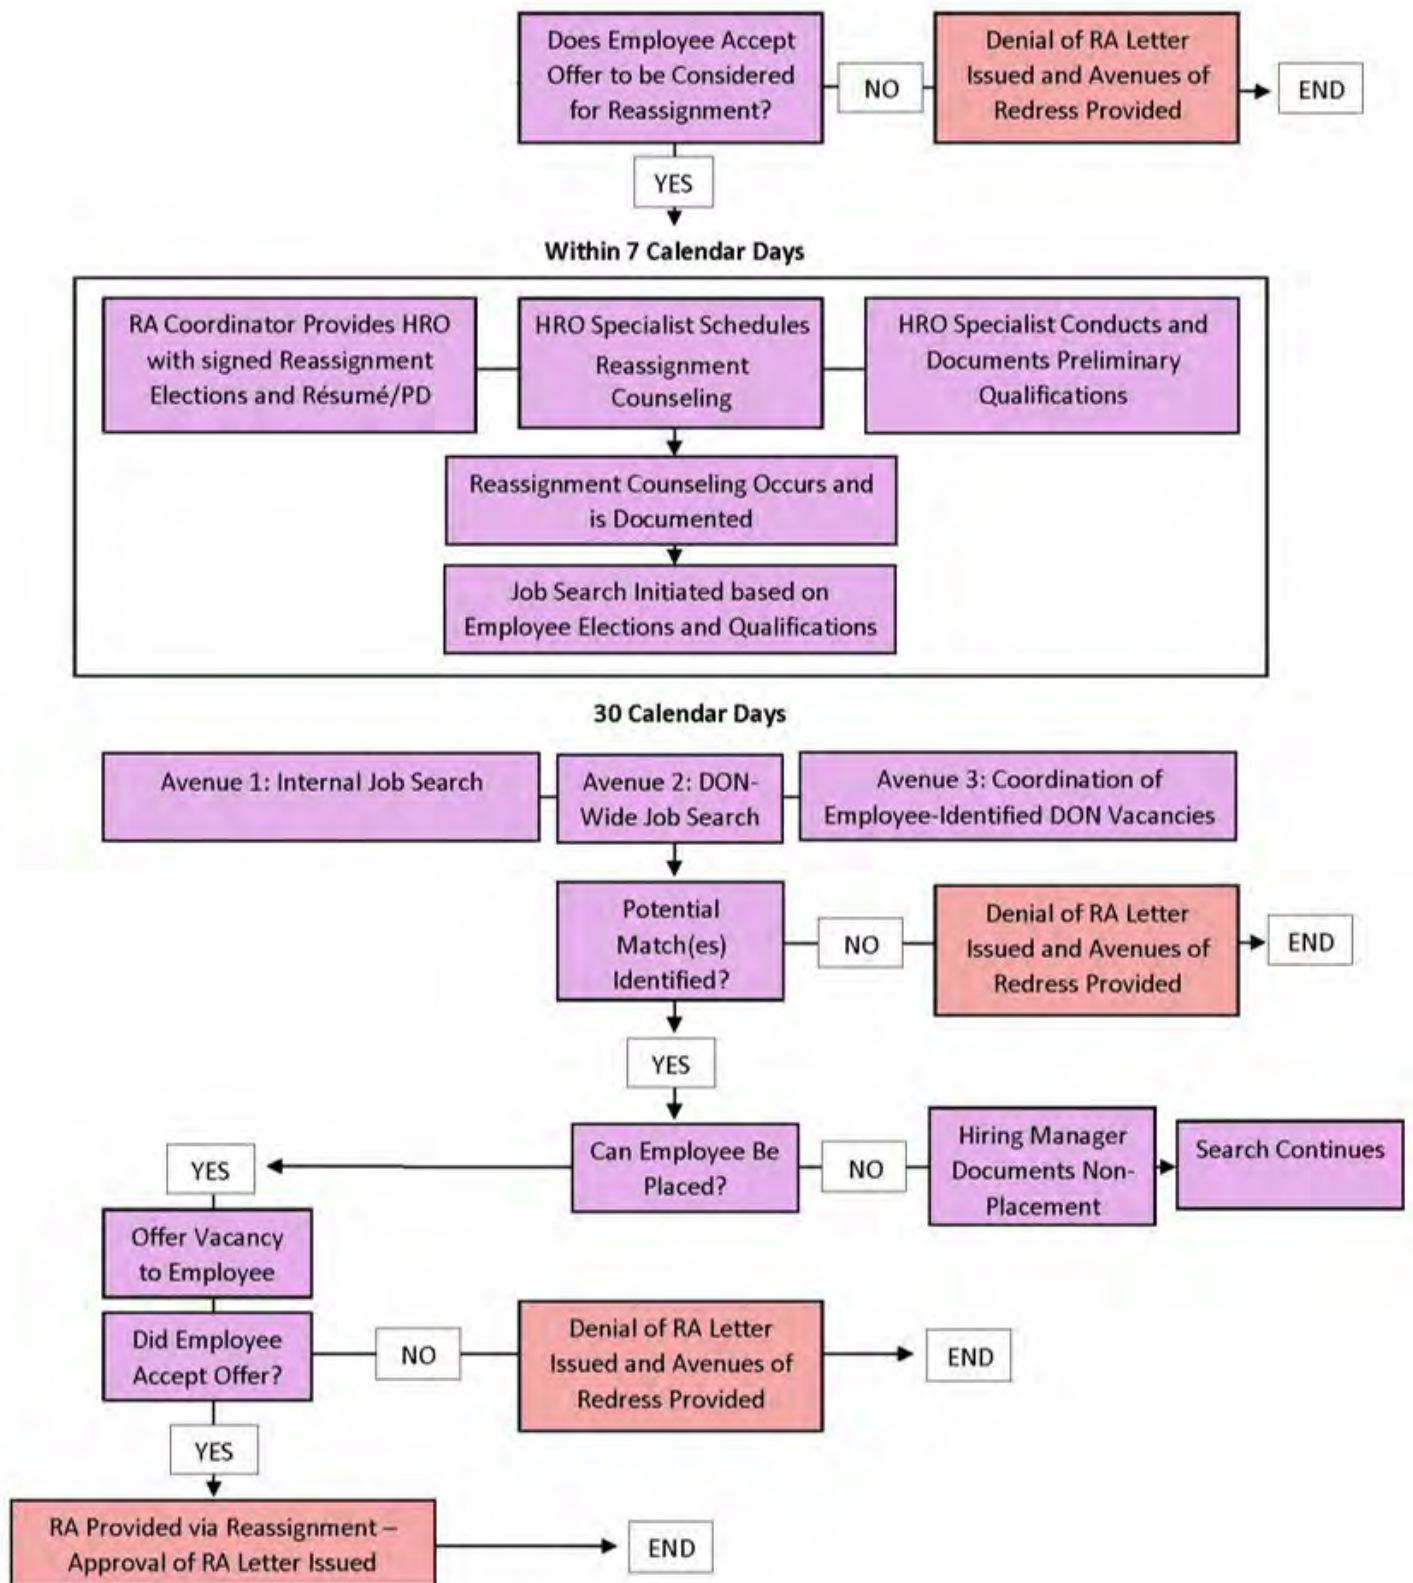 Does Employee Accept
Offer to be Considered
for Reassignment?
NO
Denial of RA Letter
Issued and Avenues of
Redress Provided
END
YES
Within 7 Calendar Days
RA Coordinator Provides HRO
with signed Reassignment
Elections and Résumé/PD
HRO Specialist Schedules
Reassignment
Counseling
HRO Specialist Conducts and
Documents Preliminary
Qualifications
Reassignment Counseling Occurs and
is Documented
Job Search Initiated based on
Employee Elections and Qualifications
30 Calendar Days
Avenue 1: Internal Job Search
Avenue 2: DON-
Wide Job Search
Avenue 3: Coordination of
Employee-Identified DON Vacancies
Potential
Match(es)
Identified?
NO
Denial of RA Letter
Issued and Avenues of
Redress Provided
END
YES
Can Employee Be
Placed?
NO
Hiring Manager
Documents Non-
Placement
Search Continues
YES
Offer Vacancy
to Employee
Did Employee
Accept Offer?
NO
Denial of RA Letter
Issued and Avenues of
Redress Provided
END
YES
RA Provided via Reassignment –
Approval of RA Letter Issued
END